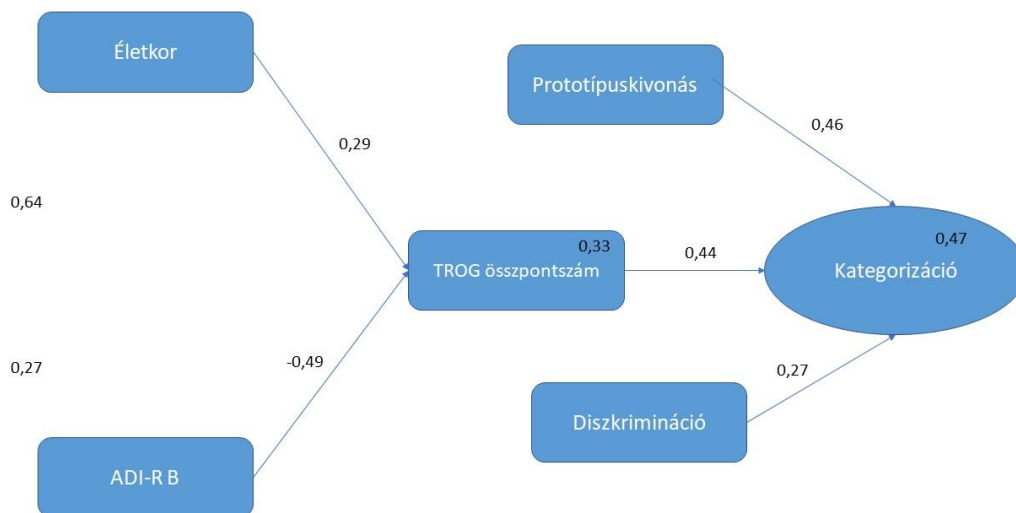 Életkor
Prototípuskivonás
0,46
0,29
0,64
0,33
0,47
TROG összpontszám
0,44
Kategorizáció
0,27
-0,49
0,27
Diszkrimináció
ADI-R B